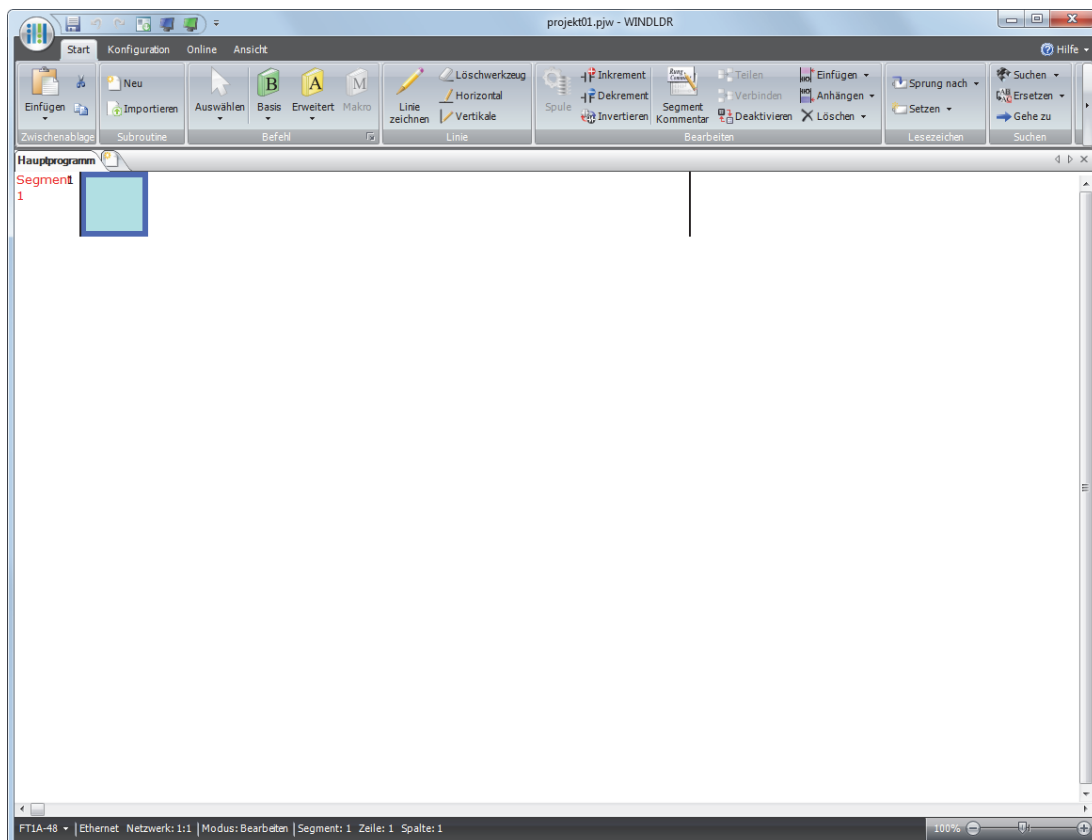 projekt01.pjw - WINDLDR
Start Konfiguration Online Ansicht Hilfe
Einfügen
Zwischenablage
Neu
Importieren
Subroutine
Auswählen
B
Basis
A
Erweitert
M
Makro
Befehl
Linie zeichnen
Löschwerkzeug
Horizontal
Vertikale
Linie
Spule
Inkrement
Dekrement
Invertieren
Segment Kommentar
Teilen
Verbinden
Deaktivieren
Einfügen
Anhängen
Löschen
Bearbeiten
Sprung nach
Setzen
Lesezeichen
Suchen
Ersetzen
Gehe zu
Suchen
Hauptprogramm
Segment 1
1
FT1A-48 Ethernet Netzwerk: 1:1 Modus: Bearbeiten Segment: 1 Zeile: 1 Spalte: 1 100%